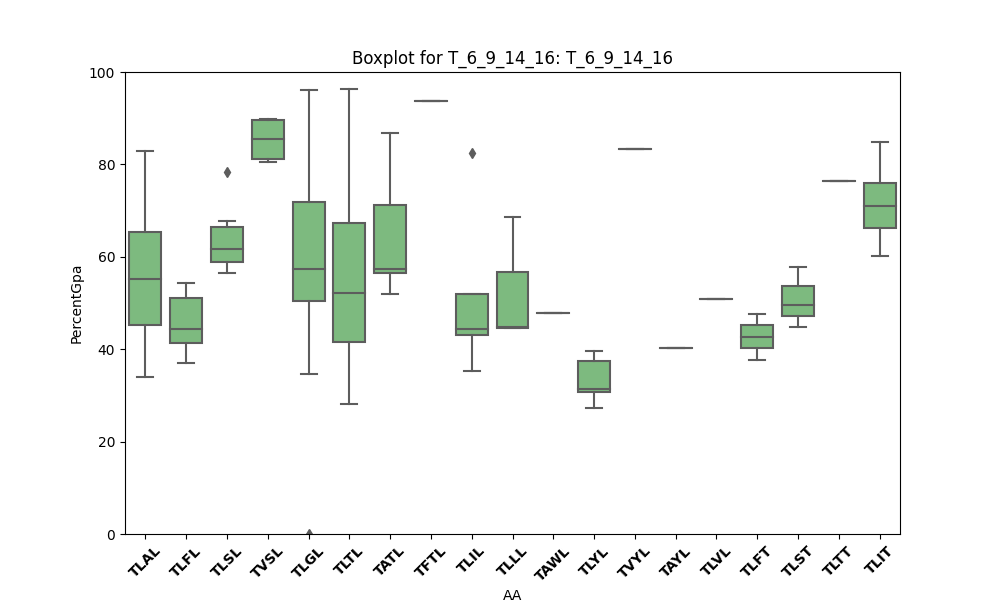 Boxplot for T_6_9_14_16: T_6_9_14_16
100
80
60
40
20
0
PercentGpa
TLAL TLFL TLSL TVSL TLGL TLTL TATL TFTL TLIL TLLL TAWL TLYL TVYL TAYL TLVL TLFT TLST TLTT TLIT
AA